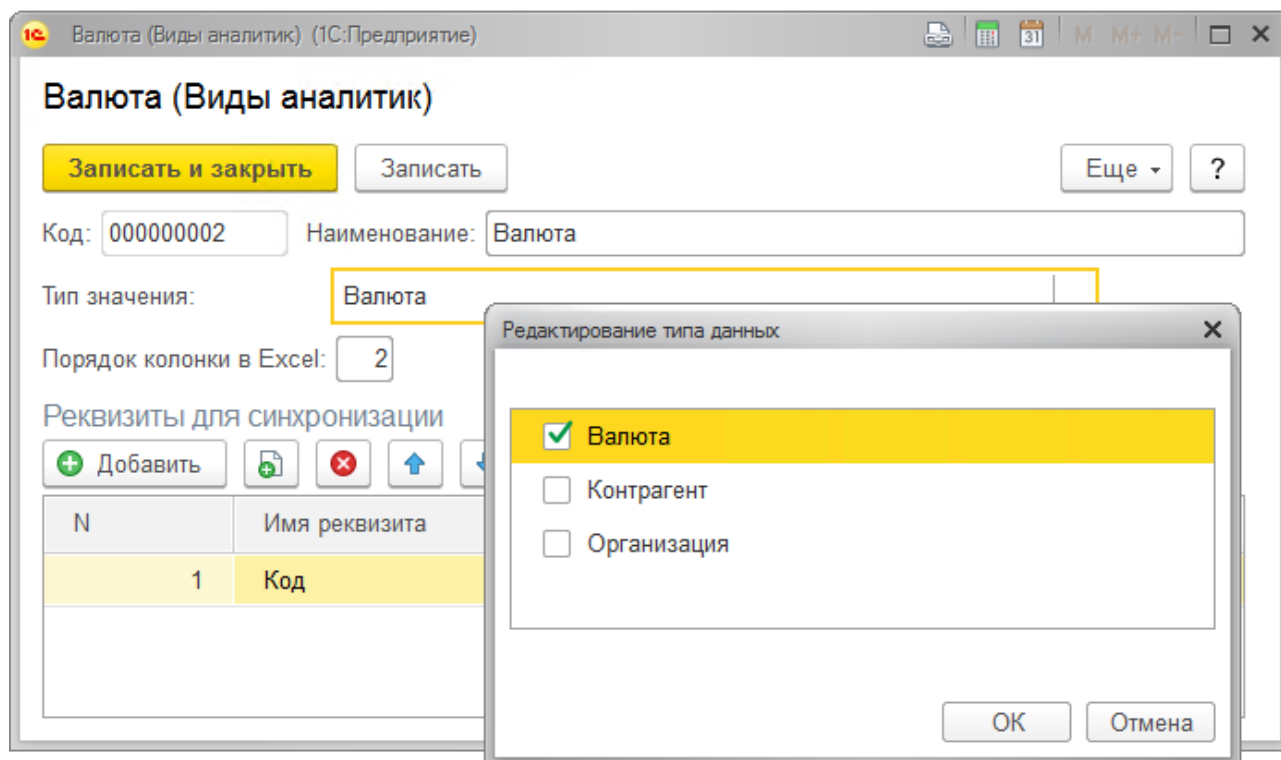 1С Валюта (Виды аналитик) (1С:Предприятие) 31 M M+ M-
Валюта (Виды аналитик)
Записать и закрыть Записать Еще ?
Код: 000000002 Наименование: Валюта
Тип значения: Валюта
Редактирование типа данных
Порядок колонки в Excel: 2
Реквизиты для синхронизации
Валюта
Добавить
Контрагент
N Имя реквизита
Организация
1 Код
ОК Отмена